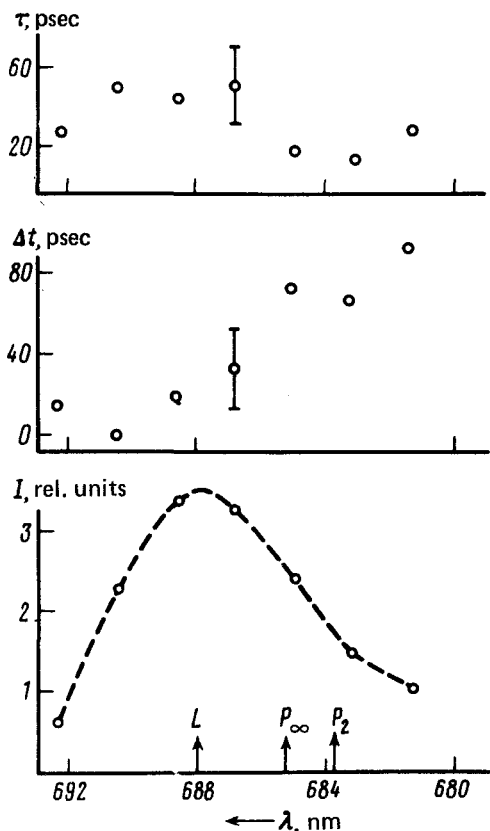 τ, psec
60
20
Δt, psec
80
40
0
I, rel. units
3
2
1
L P∞ P2
692 688 684 680
← λ, nm